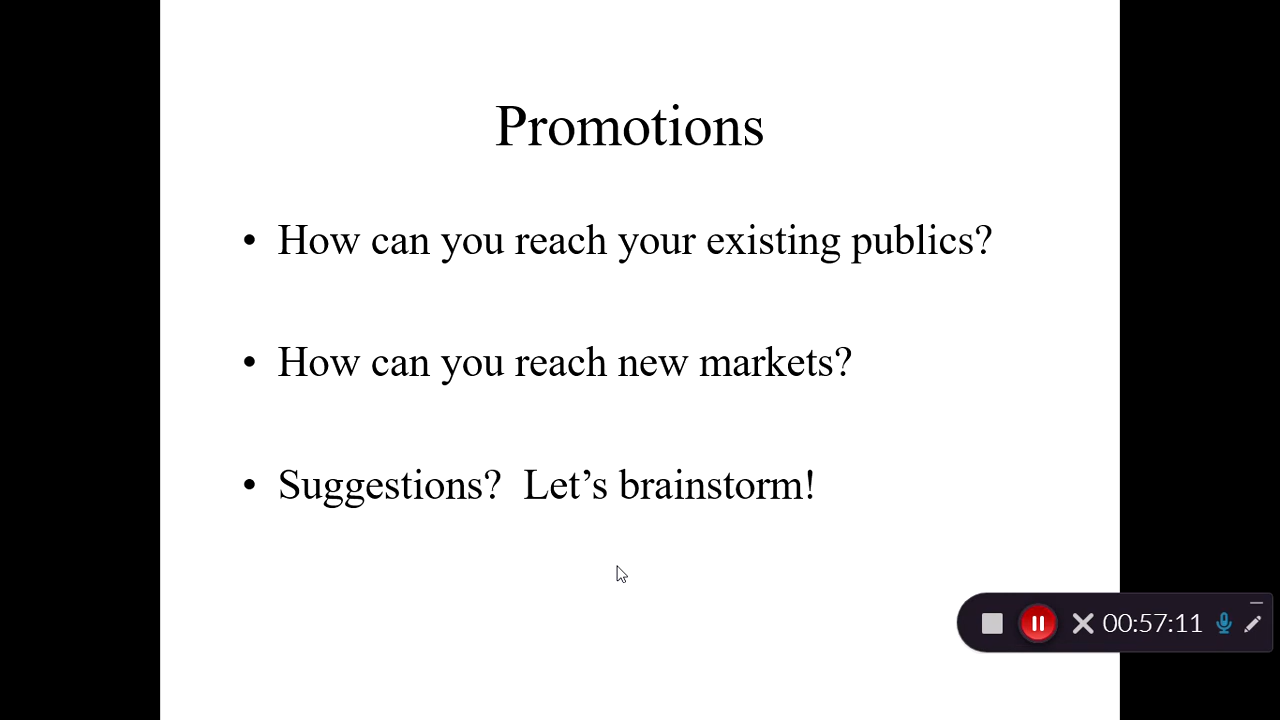 Promotions
• How can you reach your existing publics?
• How can you reach new markets?
• Suggestions?  Let’s brainstorm!
00:57:11